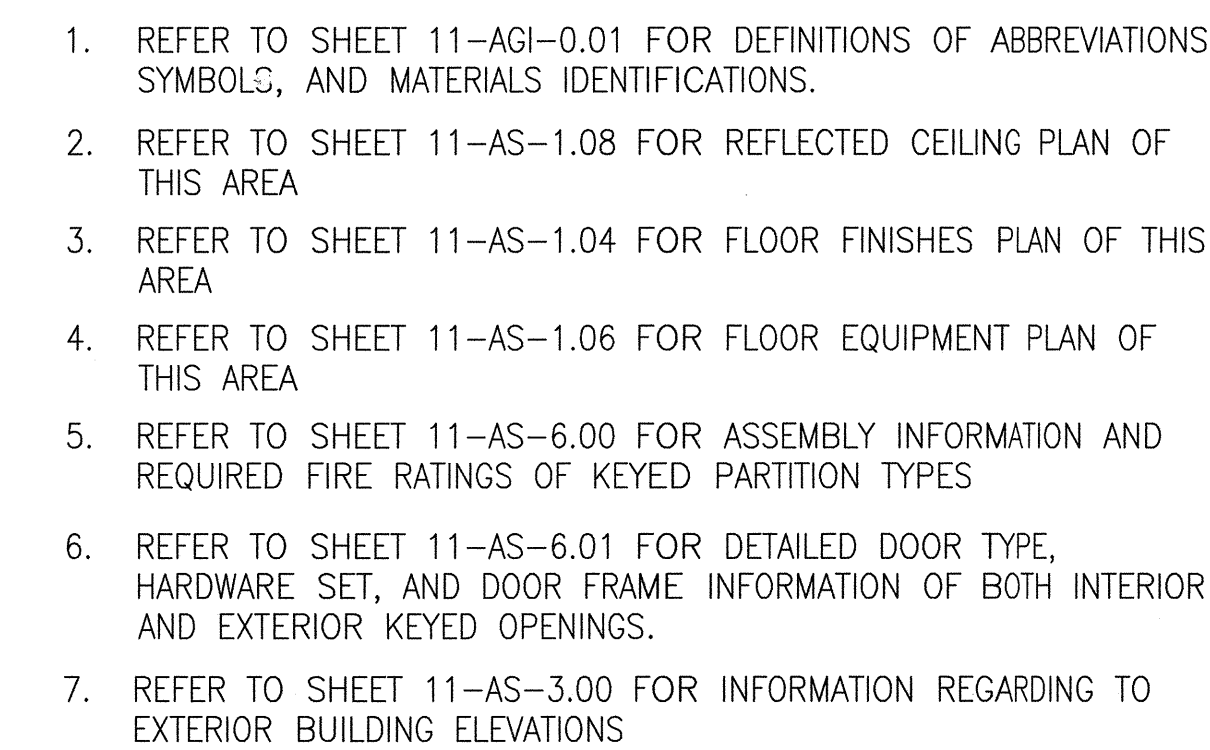 1. REFER TO SHEET 11-AGI-0.01 FOR DEFINITIONS OF ABBREVIATIONS
SYMBOLS, AND MATERIALS IDENTIFICATIONS.
2. REFER TO SHEET 11-AS-1.08 FOR REFLECTED CEILING PLAN OF
THIS AREA
3. REFER TO SHEET 11-AS-1.04 FOR FLOOR FINISHES PLAN OF THIS
AREA
4. REFER TO SHEET 11-AS-1.06 FOR FLOOR EQUIPMENT PLAN OF
THIS AREA
5. REFER TO SHEET 11-AS-6.00 FOR ASSEMBLY INFORMATION AND
REQUIRED FIRE RATINGS OF KEYED PARTITION TYPES
6. REFER TO SHEET 11-AS-6.01 FOR DETAILED DOOR TYPE,
HARDWARE SET, AND DOOR FRAME INFORMATION OF BOTH INTERIOR
AND EXTERIOR KEYED OPENINGS.
7. REFER TO SHEET 11-AS-3.00 FOR INFORMATION REGARDING TO
EXTERIOR BUILDING ELEVATIONS